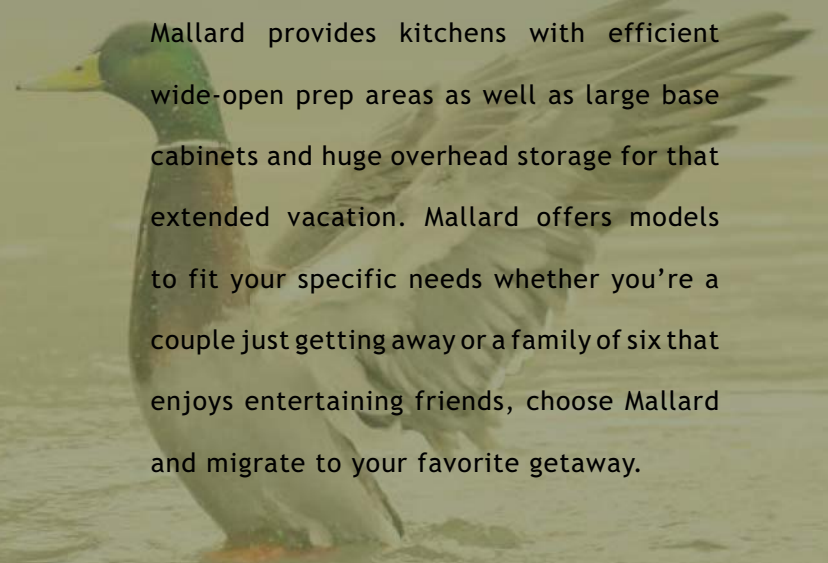 Mallard provides kitchens with efficient
wide-open prep areas as well as large base
cabinets and huge overhead storage for that
extended vacation. Mallard offers models
to fit your specific needs whether you’re a
couple just getting away or a family of six that
enjoys entertaining friends, choose Mallard
and migrate to your favorite getaway.